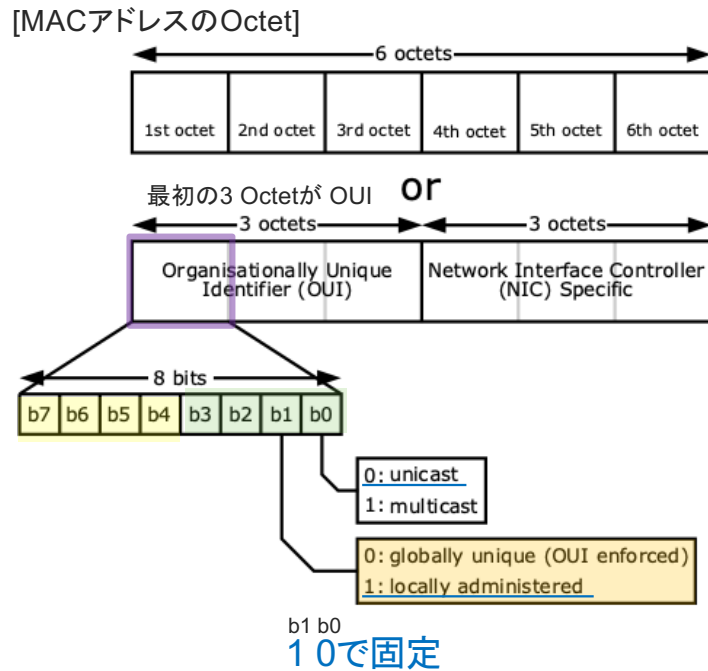 [MACアドレスのOctet]
6 octets
1st octet 2nd octet 3rd octet 4th octet 5th octet 6th octet
最初の3 Octetが OUI or
3 octets 3 octets
Organisationally Unique
Identifier (OUI)
Network Interface Controller
(NIC) Specific
8 bits
b7 b6 b5 b4 b3 b2 b1 b0
0: unicast
1: multicast
0: globally unique (OUI enforced)
1: locally administered
b1 b0
1 0で固定